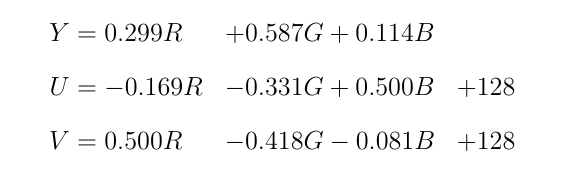 Y = 0.299R +0.587G + 0.114B
U = −0.169R −0.331G + 0.500B +128
V = 0.500R −0.418G − 0.081B +128